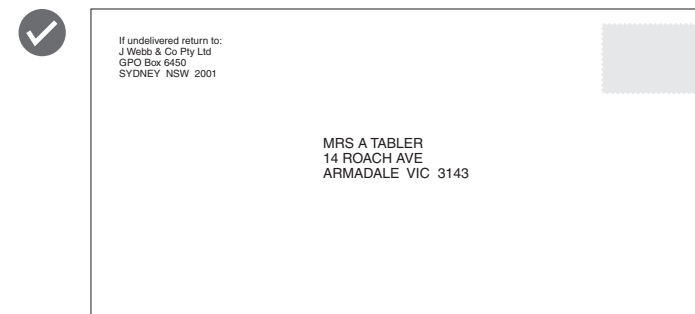 If undelivered return to:
J Webb & Co Pty Ltd
GPO Box 6450
SYDNEY  NSW  2001
MRS A TABLER
14 ROACH AVE
ARMADALE  VIC  3143